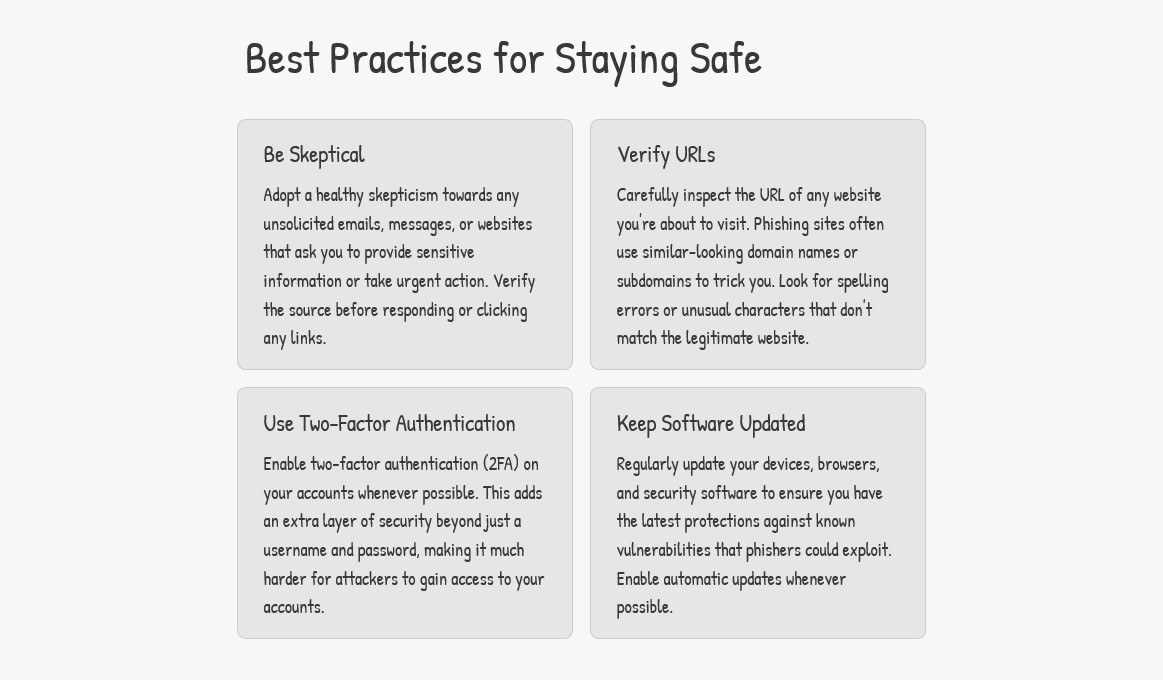 Best Practices for Staying Safe
Be Skeptical
Adopt a healthy skepticism towards any
unsolicited emails, messages, or websites
that ask you to provide sensitive
information or take urgent action. Verify
the source before responding or clicking
any links.
Verify URLs
Carefully inspect the URL of any website
you're about to visit. Phishing sites often
use similar-looking domain names or
subdomains to trick you. Look for spelling
errors or unusual characters that don't
match the legitimate website.
Use Two-Factor Authentication
Enable two-factor authentication (2FA) on
your accounts whenever possible. This adds
an extra layer of security beyond just a
username and password, making it much
harder for attackers to gain access to your
accounts.
Keep Software Updated
Regularly update your devices, browsers,
and security software to ensure you have
the latest protections against known
vulnerabilities that phishers could exploit.
Enable automatic updates whenever
possible.